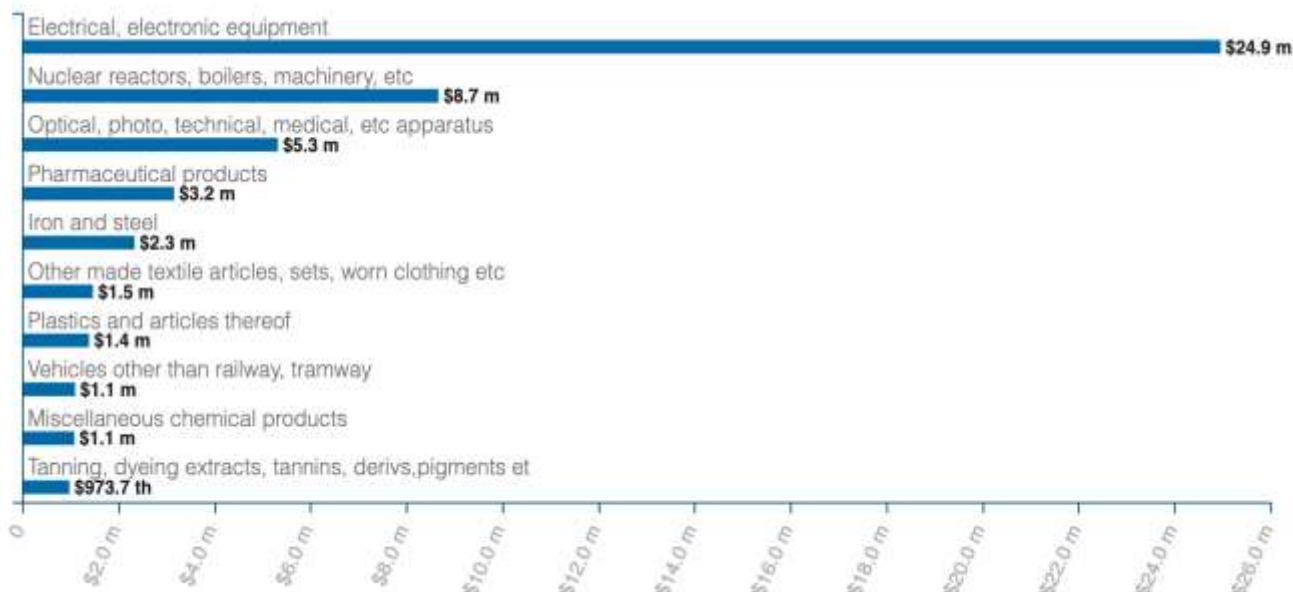 Electrical, electronic equipment
$24.9 m
Nuclear reactors, boilers, machinery, etc
$8.7 m
Optical, photo, technical, medical, etc apparatus
$5.3 m
Pharmaceutical products
$3.2 m
Iron and steel
$2.3 m
Other made textile articles, sets, worn clothing etc
$1.5 m
Plastics and articles thereof
$1.4 m
Vehicles other than railway, tramway
$1.1 m
Miscellaneous chemical products
$1.1 m
Tanning, dyeing extracts, tannins, derivs,pigments et
$973.7 th
0
$2.0 m
$4.0 m
$6.0 m
$8.0 m
$10.0 m
$12.0 m
$14.0 m
$16.0 m
$18.0 m
$20.0 m
$22.0 m
$24.0 m
$26.0 m